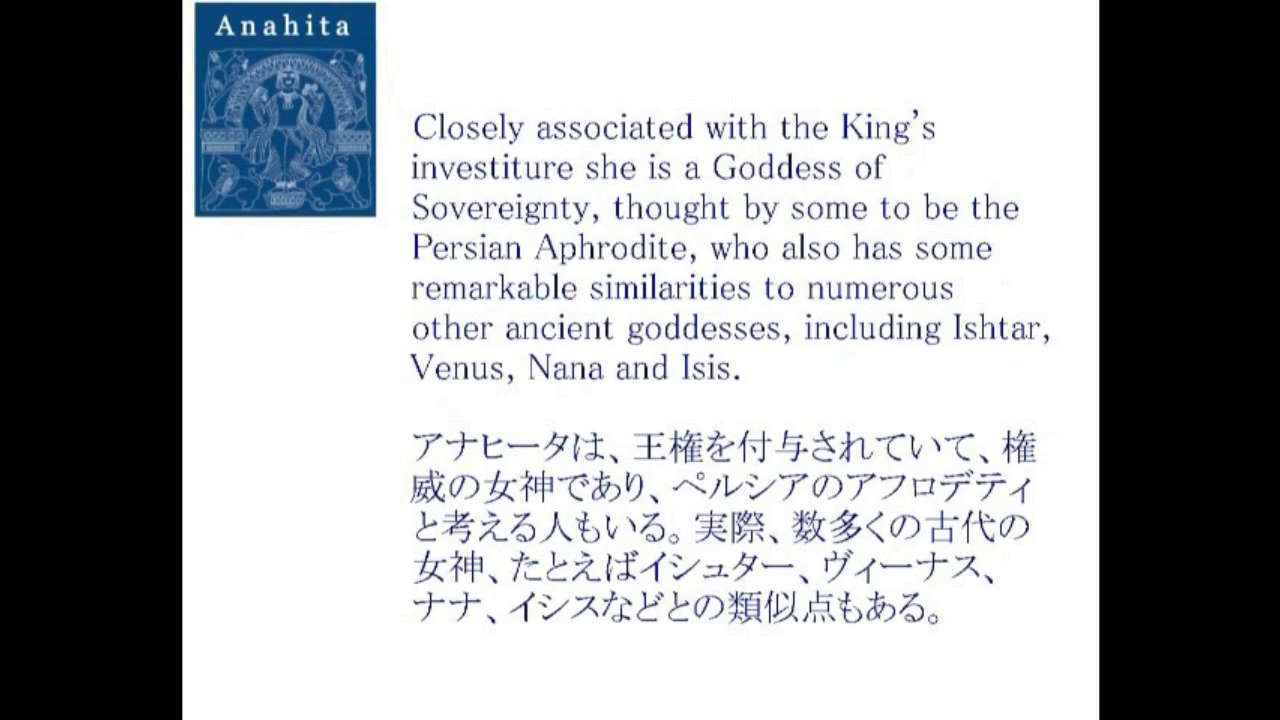 Anahita
Closely associated with the King's
investiture she is a Goddess of
Sovereignty, thought by some to be the
Persian Aphrodite, who also has some
remarkable similarities to numerous
other ancient goddesses, including Ishtar,
Venus, Nana and Isis.
アナヒータは、王権を付与されていて、権
威の女神であり、ペルシアのアフロデティ
と考える人もいる。実際、数多くの古代の
女神、たとえばイシュター、ヴィーナス、
ナナ、イシスなどとの類似点もある。